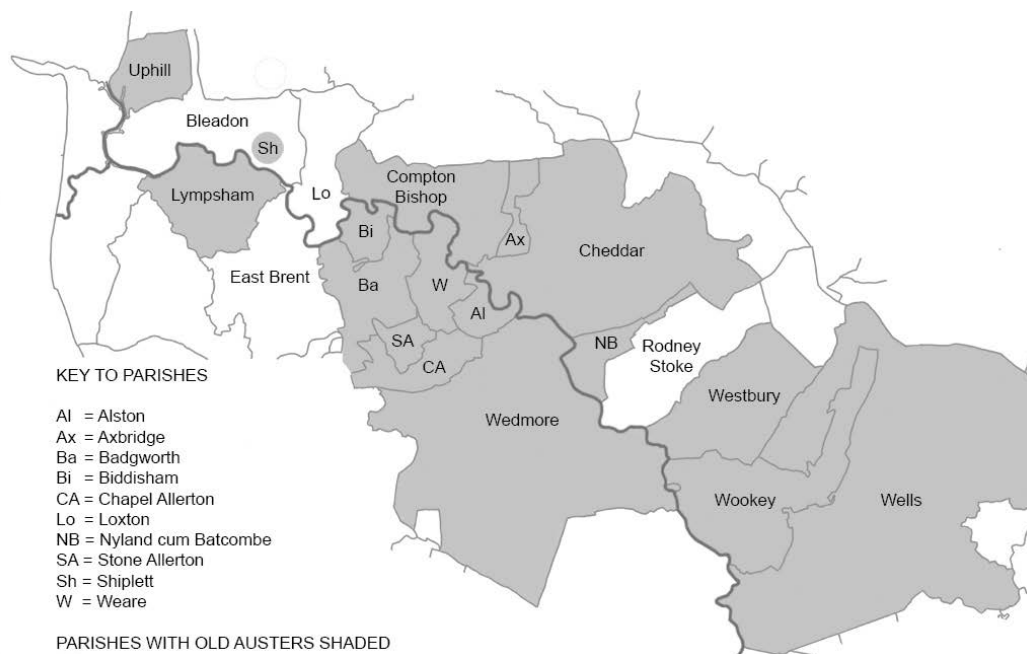 Uphill
Bleadon
Sh
Lympsham
Lo
Compton
Bishop
Bi
Ax
Cheddar
East Brent
Ba
W
Al
SA
NB
Rodney
Stoke
CA
KEY TO PARISHES
Westbury
Wedmore
Al = Alston
Ax = Axbridge
Ba = Badgworth
Bi = Biddisham
CA = Chapel Allerton
Lo = Loxton
NB = Nyland cum Batcombe
SA = Stone Allerton
Sh = Shiplett
W = Weare
Wookey
Wells
PARISHES WITH OLD AUSTERS SHADED